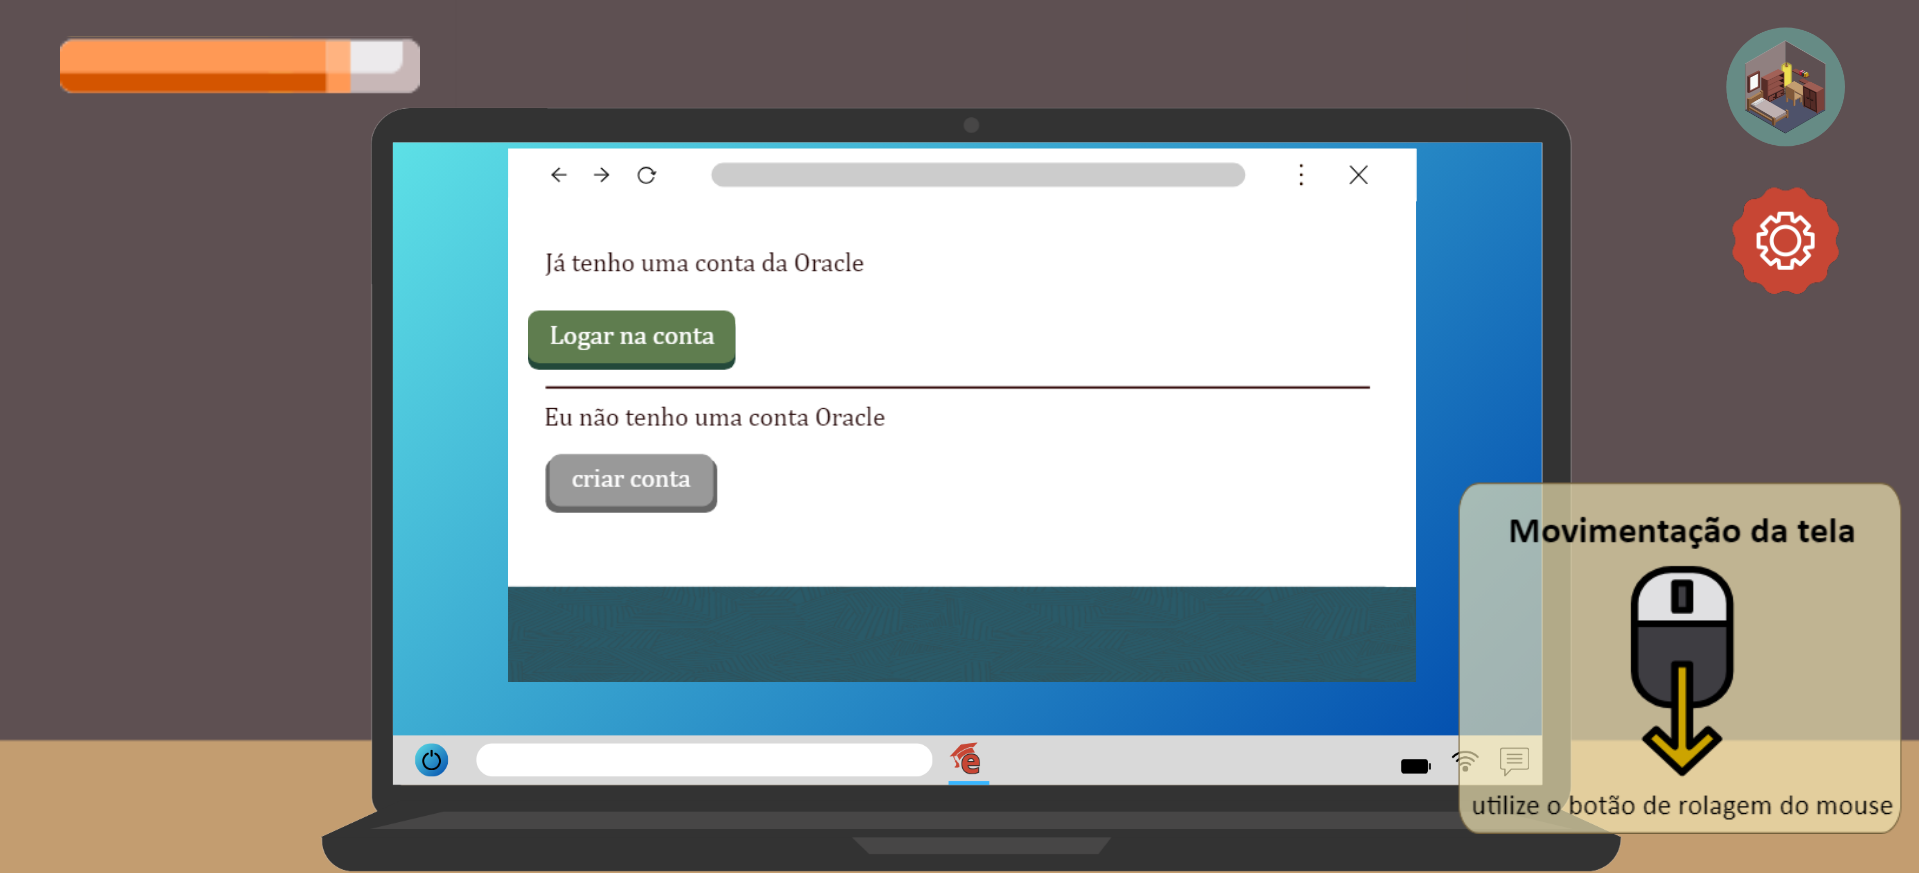 Já tenho uma conta da Oracle
Logar na conta
Eu não tenho uma conta Oracle
criar conta
Movimentação da tela
utilize o botão de rolagem do mouse
e